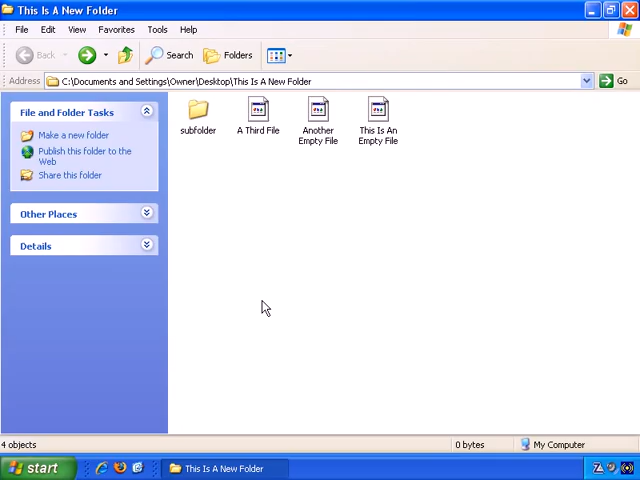 This Is A New Folder
File Edit View Favorites Tools Help
Back Search Folders
Address C:\Documents and Settings\Owner\Desktop\This Is A New Folder Go
File and Folder Tasks
Make a new folder
Publish this folder to the
Web
Share this folder
Other Places
Details
subfolder
A Third File
Another
Empty File
This Is An
Empty File
4 objects 0 bytes My Computer
start This Is A New Folder